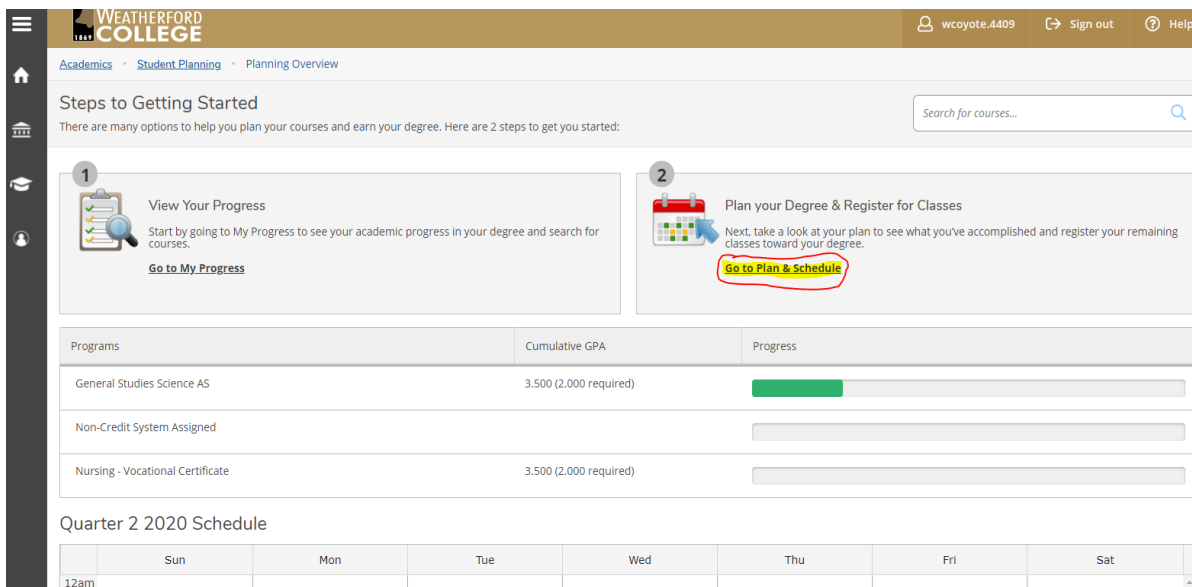 WEATHERFORD
1869 COLLEGE
wcoyote.4409 Sign out Help
Academics · Student Planning · Planning Overview
Steps to Getting Started
There are many options to help you plan your courses and earn your degree. Here are 2 steps to get you started:
Search for courses...
1
View Your Progress
Start by going to My Progress to see your academic progress in your degree and search for
courses.
Go to My Progress
2
Plan your Degree & Register for Classes
Next, take a look at your plan to see what you've accomplished and register your remaining
classes toward your degree.
Go to Plan & Schedule
Programs Cumulative GPA Progress
General Studies Science AS 3.500 (2.000 required)
Non-Credit System Assigned
Nursing - Vocational Certificate 3.500 (2.000 required)
Quarter 2 2020 Schedule
Sun Mon Tue Wed Thu Fri Sat
12am